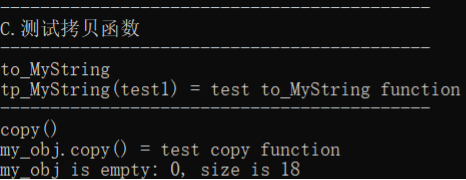 ------------------------------------------
C.测试拷贝函数
------------------------------------------
to_MyString
tp_MyString(test1) = test to_MyString function
------------------------------------------
copy()
my_obj.copy() = test copy function
my_obj is empty: 0, size is 18